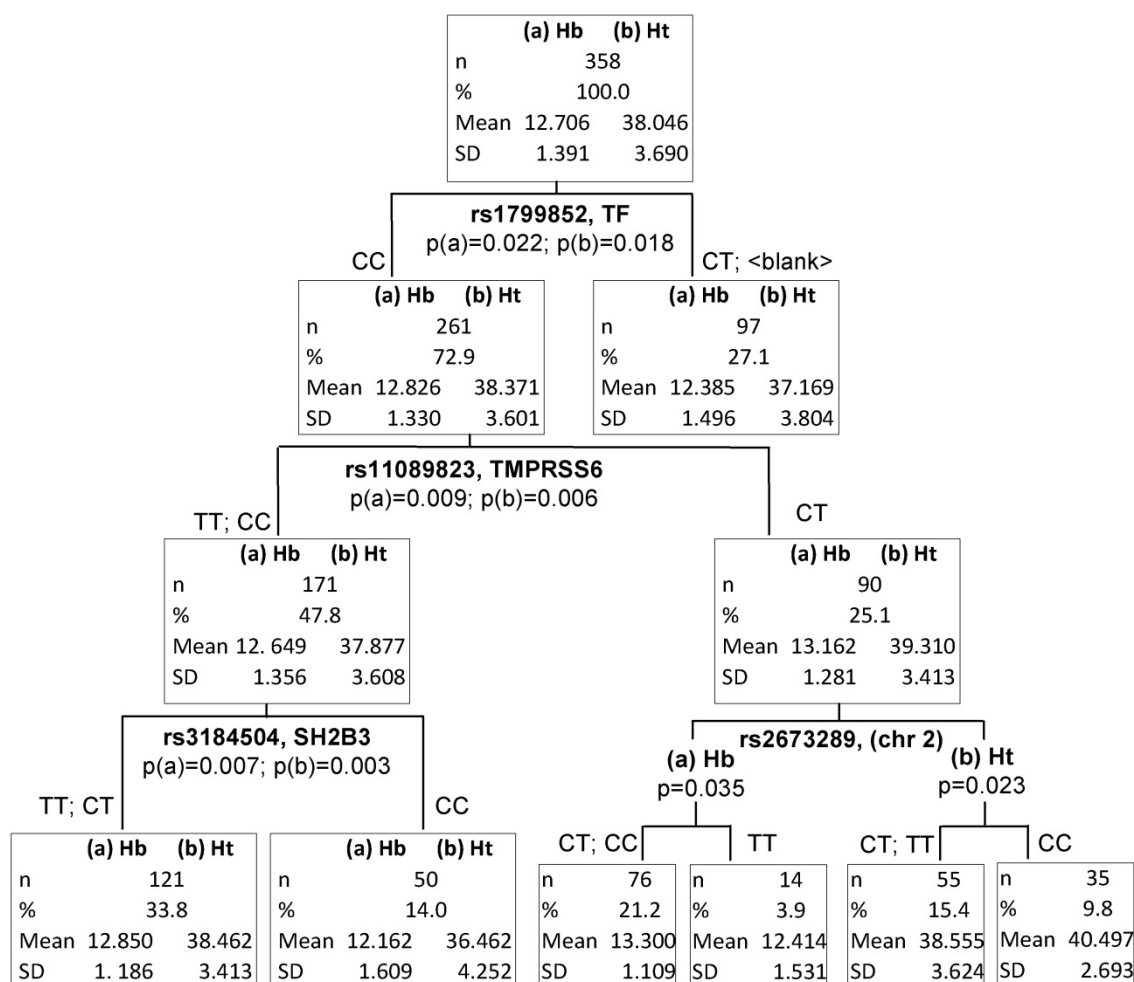 (a) Hb (b) Ht
n 358
% 100.0
Mean 12.706 38.046
SD 1.391 3.690
rs1799852, TF
p(a)=0.022; p(b)=0.018
CC
CT; <blank>
(a) Hb (b) Ht
n 261
% 72.9
Mean 12.826 38.371
SD 1.330 3.601
(a) Hb (b) Ht
n 97
% 27.1
Mean 12.385 37.169
SD 1.496 3.804
rs11089823, TMPRSS6
p(a)=0.009; p(b)=0.006
TT; CC
CT
(a) Hb (b) Ht
n 171
% 47.8
Mean 12. 649 37.877
SD 1.356 3.608
(a) Hb (b) Ht
n 90
% 25.1
Mean 13.162 39.310
SD 1.281 3.413
rs3184504, SH2B3
p(a)=0.007; p(b)=0.003
TT; CT
CC
rs2673289, (chr 2)
(a) Hb
p=0.035
(b) Ht
p=0.023
CT; CC
TT
CT; TT
CC
(a) Hb (b) Ht
n 121
% 33.8
Mean 12.850 38.462
SD 1. 186 3.413
(a) Hb (b) Ht
n 50
% 14.0
Mean 12.162 36.462
SD 1.609 4.252
n 76
% 21.2
Mean 13.300
SD 1.109
n 14
% 3.9
Mean 12.414
SD 1.531
n 55
% 15.4
Mean 38.555
SD 3.624
n 35
% 9.8
Mean 40.497
SD 2.693